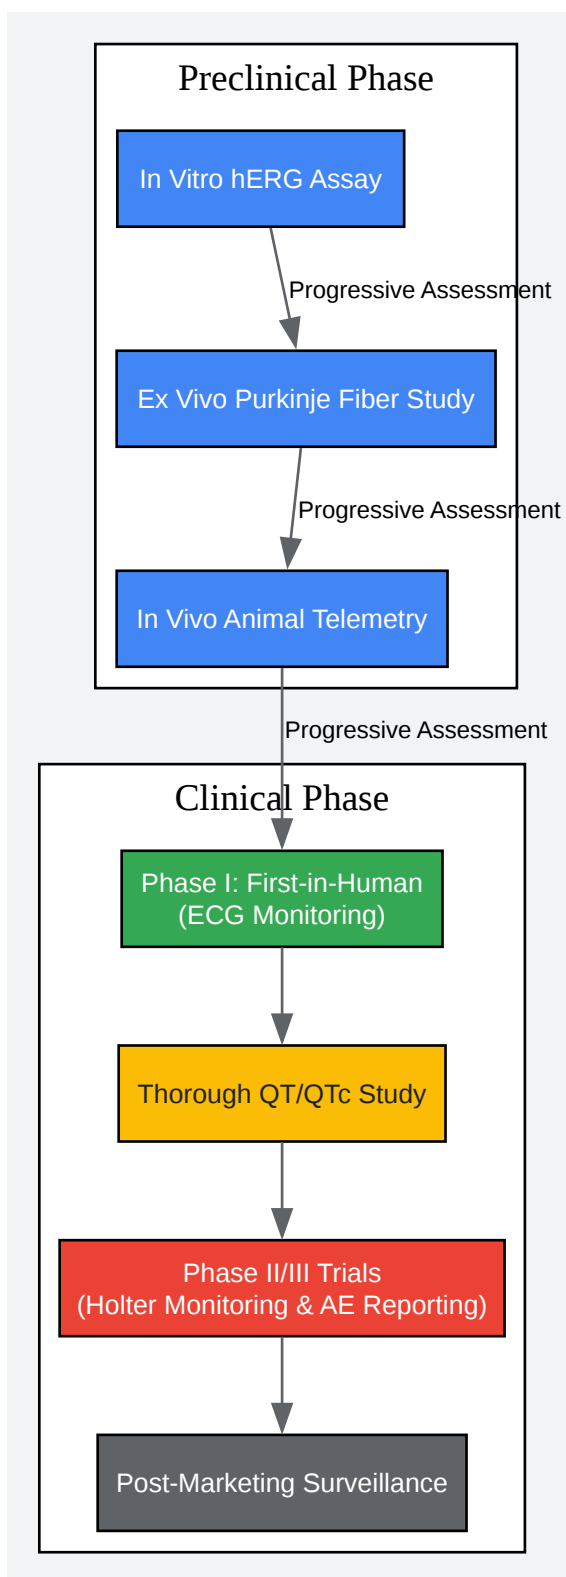 Preclinical Phase
In Vitro hERG Assay
Progressive Assessment
Ex Vivo Purkinje Fiber Study
Progressive Assessment
In Vivo Animal Telemetry
Progressive Assessment
Clinical Phase
Phase I: First-in-Human
(ECG Monitoring)
Thorough QT/QTc Study
Phase II/III Trials
(Holter Monitoring & AE Reporting)
Post-Marketing Surveillance